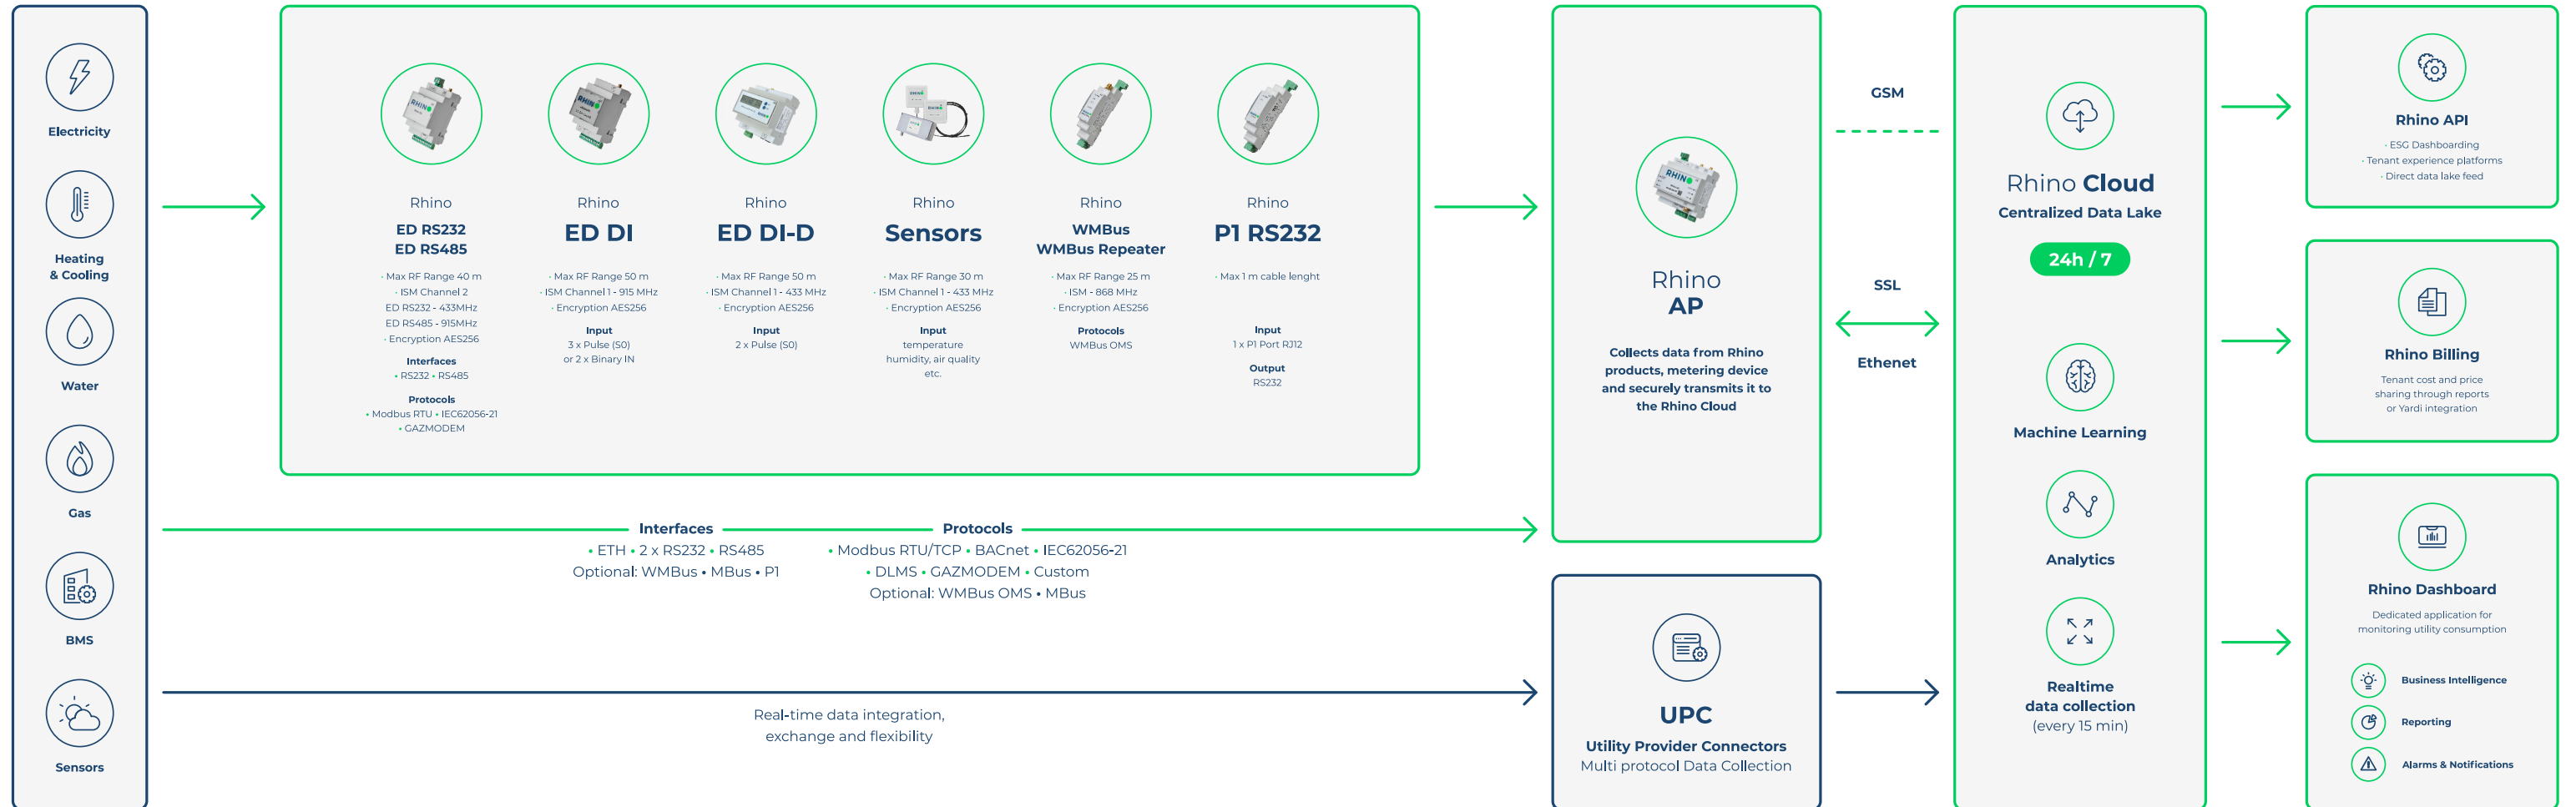 Electricity
Heating
& Cooling
Water
Gas
BMS
Sensors
RHINO
Rhino
ED RS232
ED RS485
· Max RF Range 40 m
· ISM Channel 2
ED RS232 - 433MHz
ED RS485 - 915MHz
· Encryption AES256
Interfaces
• RS232 • RS485
Protocols
• Modbus RTU • IEC62056-21
• GAZMODEM
RHINO
Rhino
ED DI
· Max RF Range 50 m
· ISM Channel 1 - 915 MHz
· Encryption AES256
Input
3 x Pulse (S0)
or 2 x Binary IN
Rhino
ED DI-D
· Max RF Range 50 m
· ISM Channel 1 - 433 MHz
· Encryption AES256
Input
2 x Pulse (S0)
RHINO
Rhino
Sensors
· Max RF Range 30 m
· ISM Channel 1 - 433 MHz
· Encryption AES256
Input
temperature
humidity, air quality
etc.
Rhino
WMBus
WMBus Repeater
· Max RF Range 25 m
· ISM - 868 MHz
· Encryption AES256
Protocols
WMBus OMS
Rhino
P1 RS232
· Max 1 m cable lenght
Input
1 x P1 Port RJ12
Output
RS232
Interfaces
• ETH • 2 x RS232 • RS485
Optional: WMBus • MBus • P1
Protocols
• Modbus RTU/TCP • BACnet • IEC62056-21
• DLMS • GAZMODEM • Custom
Optional: WMBus OMS • MBus
Real-time data integration,
exchange and flexibility
RHINO
Rhino
AP
Collects data from Rhino
products, metering device
and securely transmits it to
the Rhino Cloud
UPC
Utility Provider Connectors
Multi protocol Data Collection
GSM
SSL
Ethenet
Rhino Cloud
Centralized Data Lake
24h / 7
Machine Learning
Analytics
Realtime
data collection
(every 15 min)
Rhino API
· ESG Dashboarding
· Tenant experience platforms
· Direct data lake feed
Rhino Billing
Tenant cost and price
sharing through reports
or Yardi integration
Rhino Dashboard
Dedicated application for
monitoring utility consumption
Business Intelligence
Reporting
Alarms & Notifications